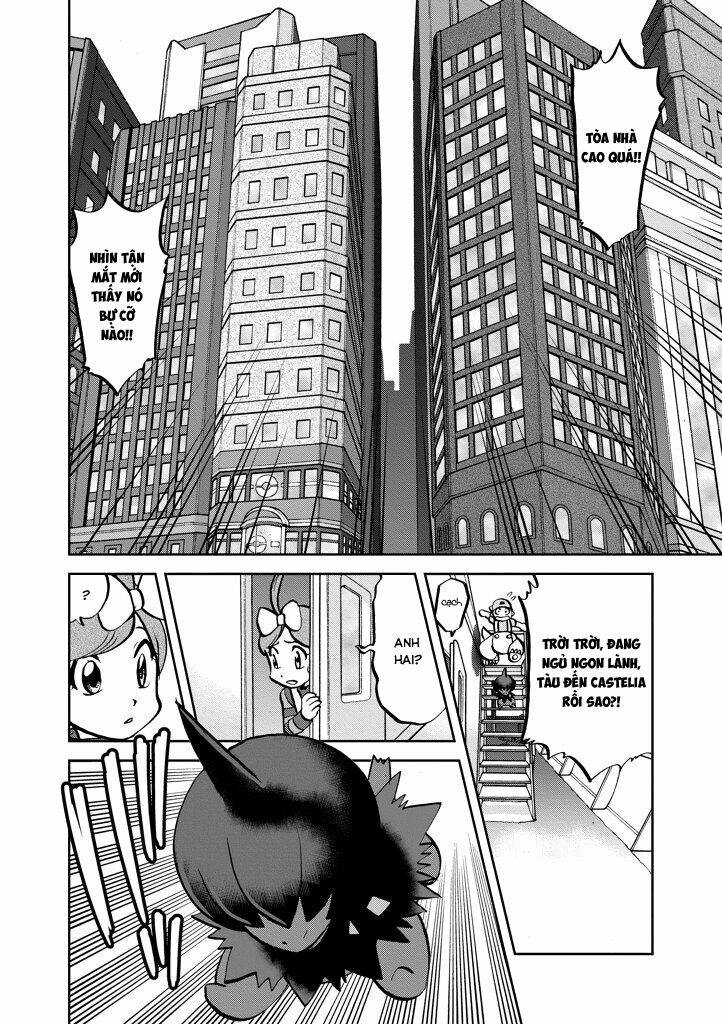 TÒA NHÀ
CAO QUÁ!!
NHÌN TẬN
MẮT MỚI
THẤY NÓ
BỰ CỠ
NÀO!!
CẠCH
TRỜI TRỜI, ĐANG
NGỦ NGON LÀNH,
TÀU ĐẾN CASTELIA
RỒI SAO?!
ANH
HAI?
?